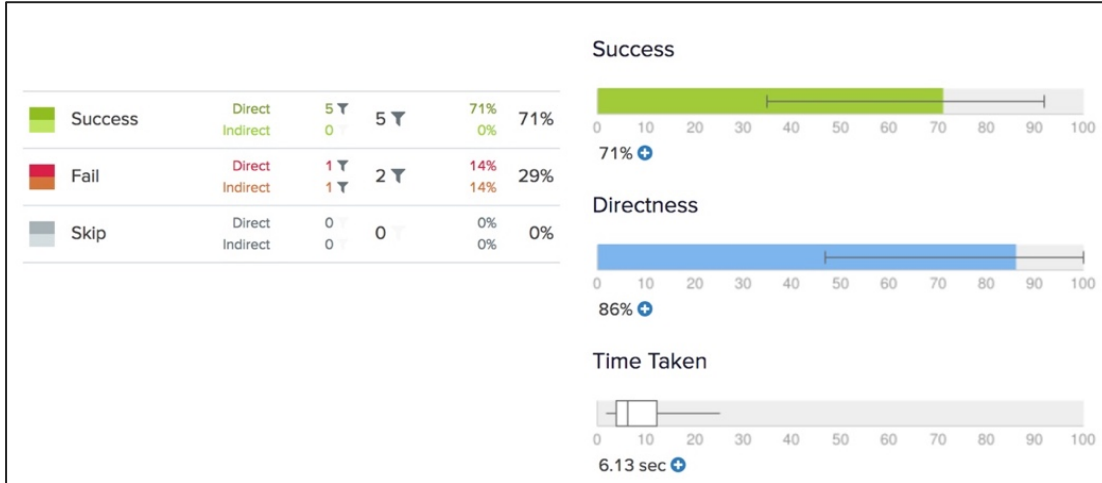 Success Direct 5 5 71% 71%
Indirect 0 0%
Fail Direct 1 2 14% 29%
Indirect 1 14%
Skip Direct 0 0 0% 0%
Indirect 0 0%
Success
0 10 20 30 40 50 60 70 80 90 100
71%
Directness
0 10 20 30 40 50 60 70 80 90 100
86%
Time Taken
0 10 20 30 40 50 60 70 80 90 100
6.13 sec